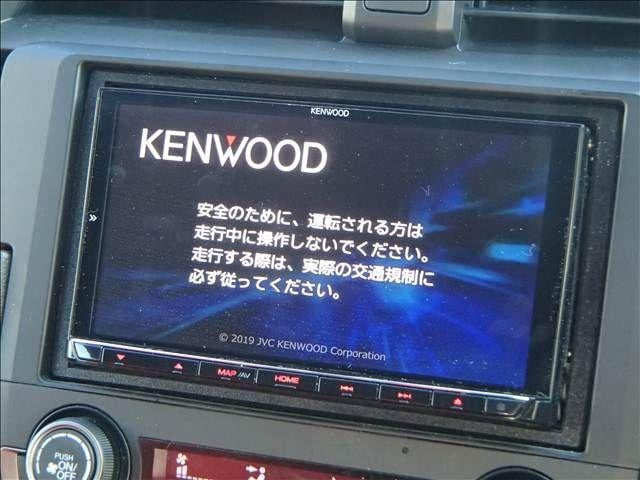 KENWOOD
KENWOOD
安全のために、運転される方は
走行中に操作しないでください。
走行する際は、実際の交通規制に
必ず従ってください。
© 2019 JVC KENWOOD Corporation
MAP/AV HOME
PUSH
ON/
OFF